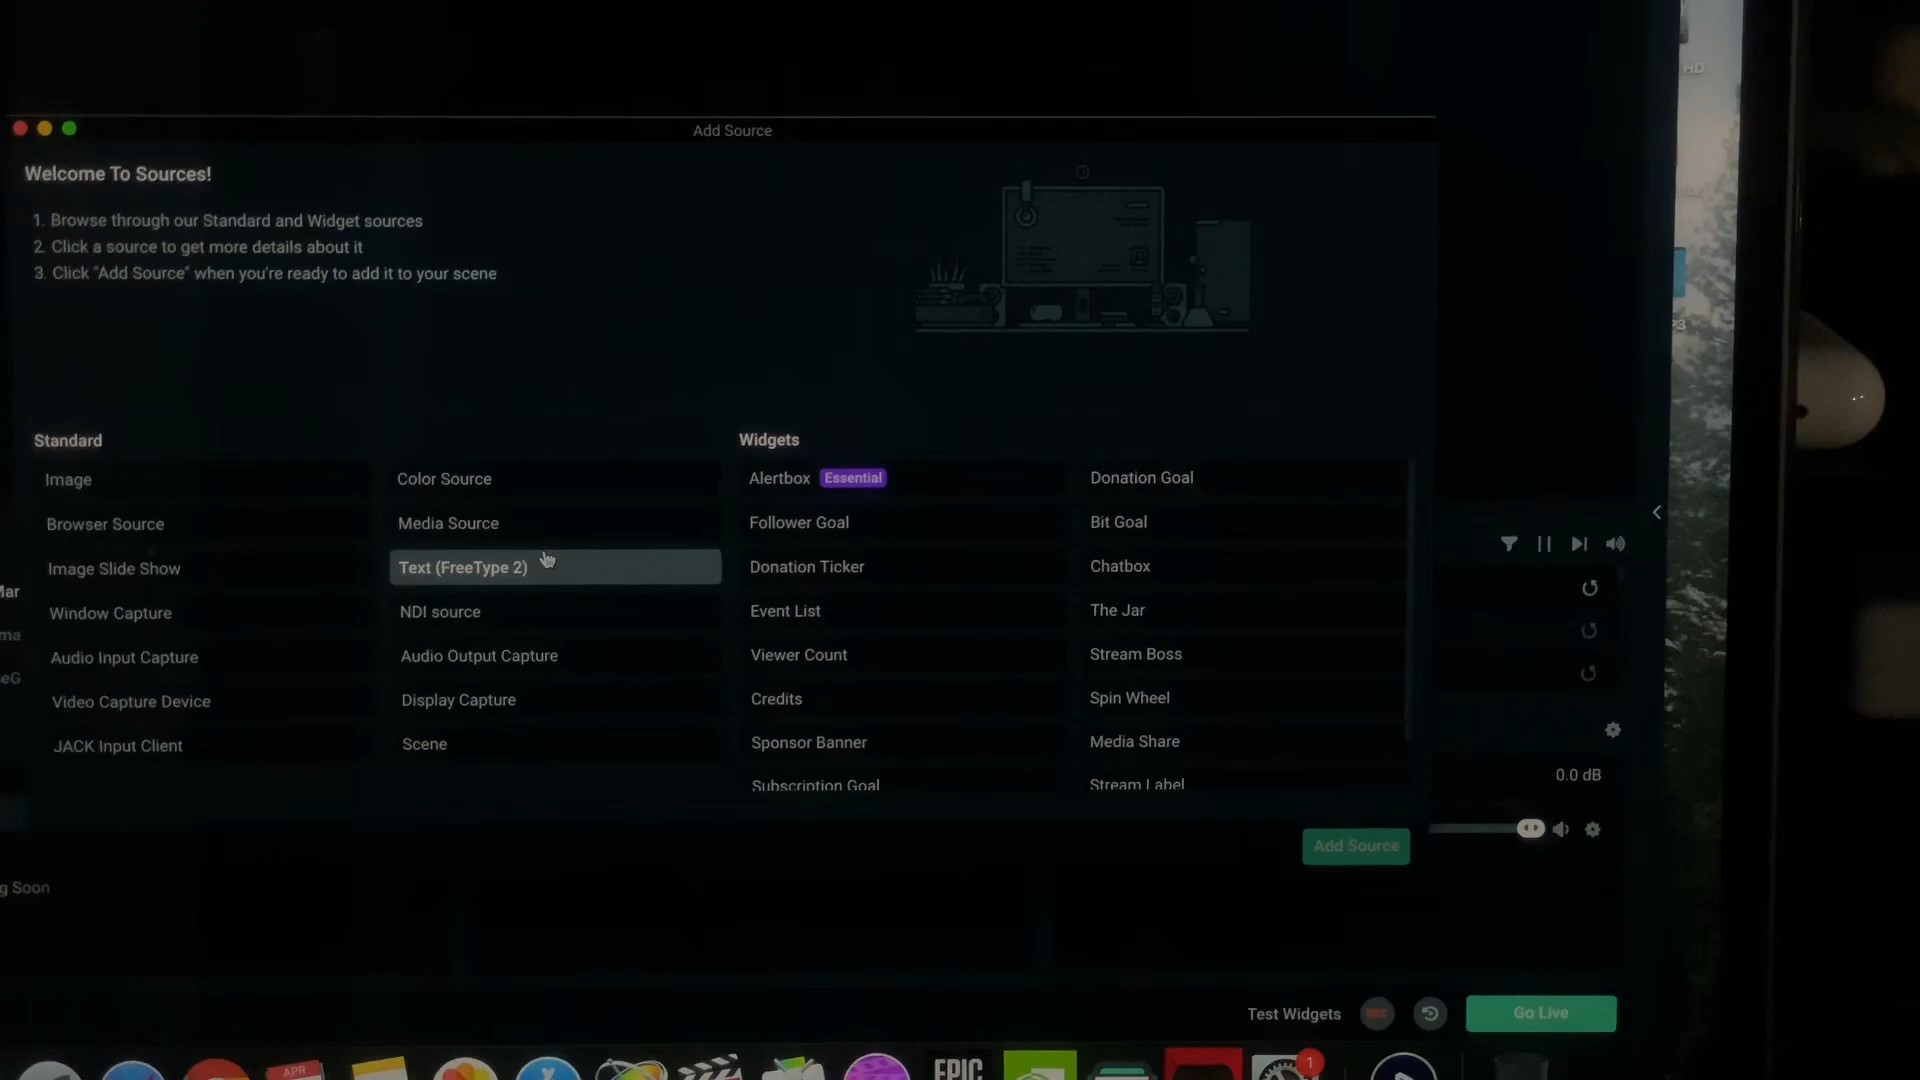 HD
Add Source
Welcome To Sources!
1. Browse through our Standard and Widget sources
2. Click a source to get more details about it
3. Click "Add Source" when you're ready to add it to your scene
Standard
Image
Browser Source
Image Slide Show
Window Capture
Audio Input Capture
Video Capture Device
JACK Input Client
Color Source
Media Source
Text (FreeType 2)
NDI source
Audio Output Capture
Display Capture
Scene
Widgets
Alertbox Essential
Follower Goal
Donation Ticker
Event List
Viewer Count
Credits
Sponsor Banner
Subscription Goal
Donation Goal
Bit Goal
Chatbox
The Jar
Stream Boss
Spin Wheel
Media Share
Stream Label
Add Source
0.0 dB
g Soon
Test Widgets
REC
Go Live
APR
EPIC
1